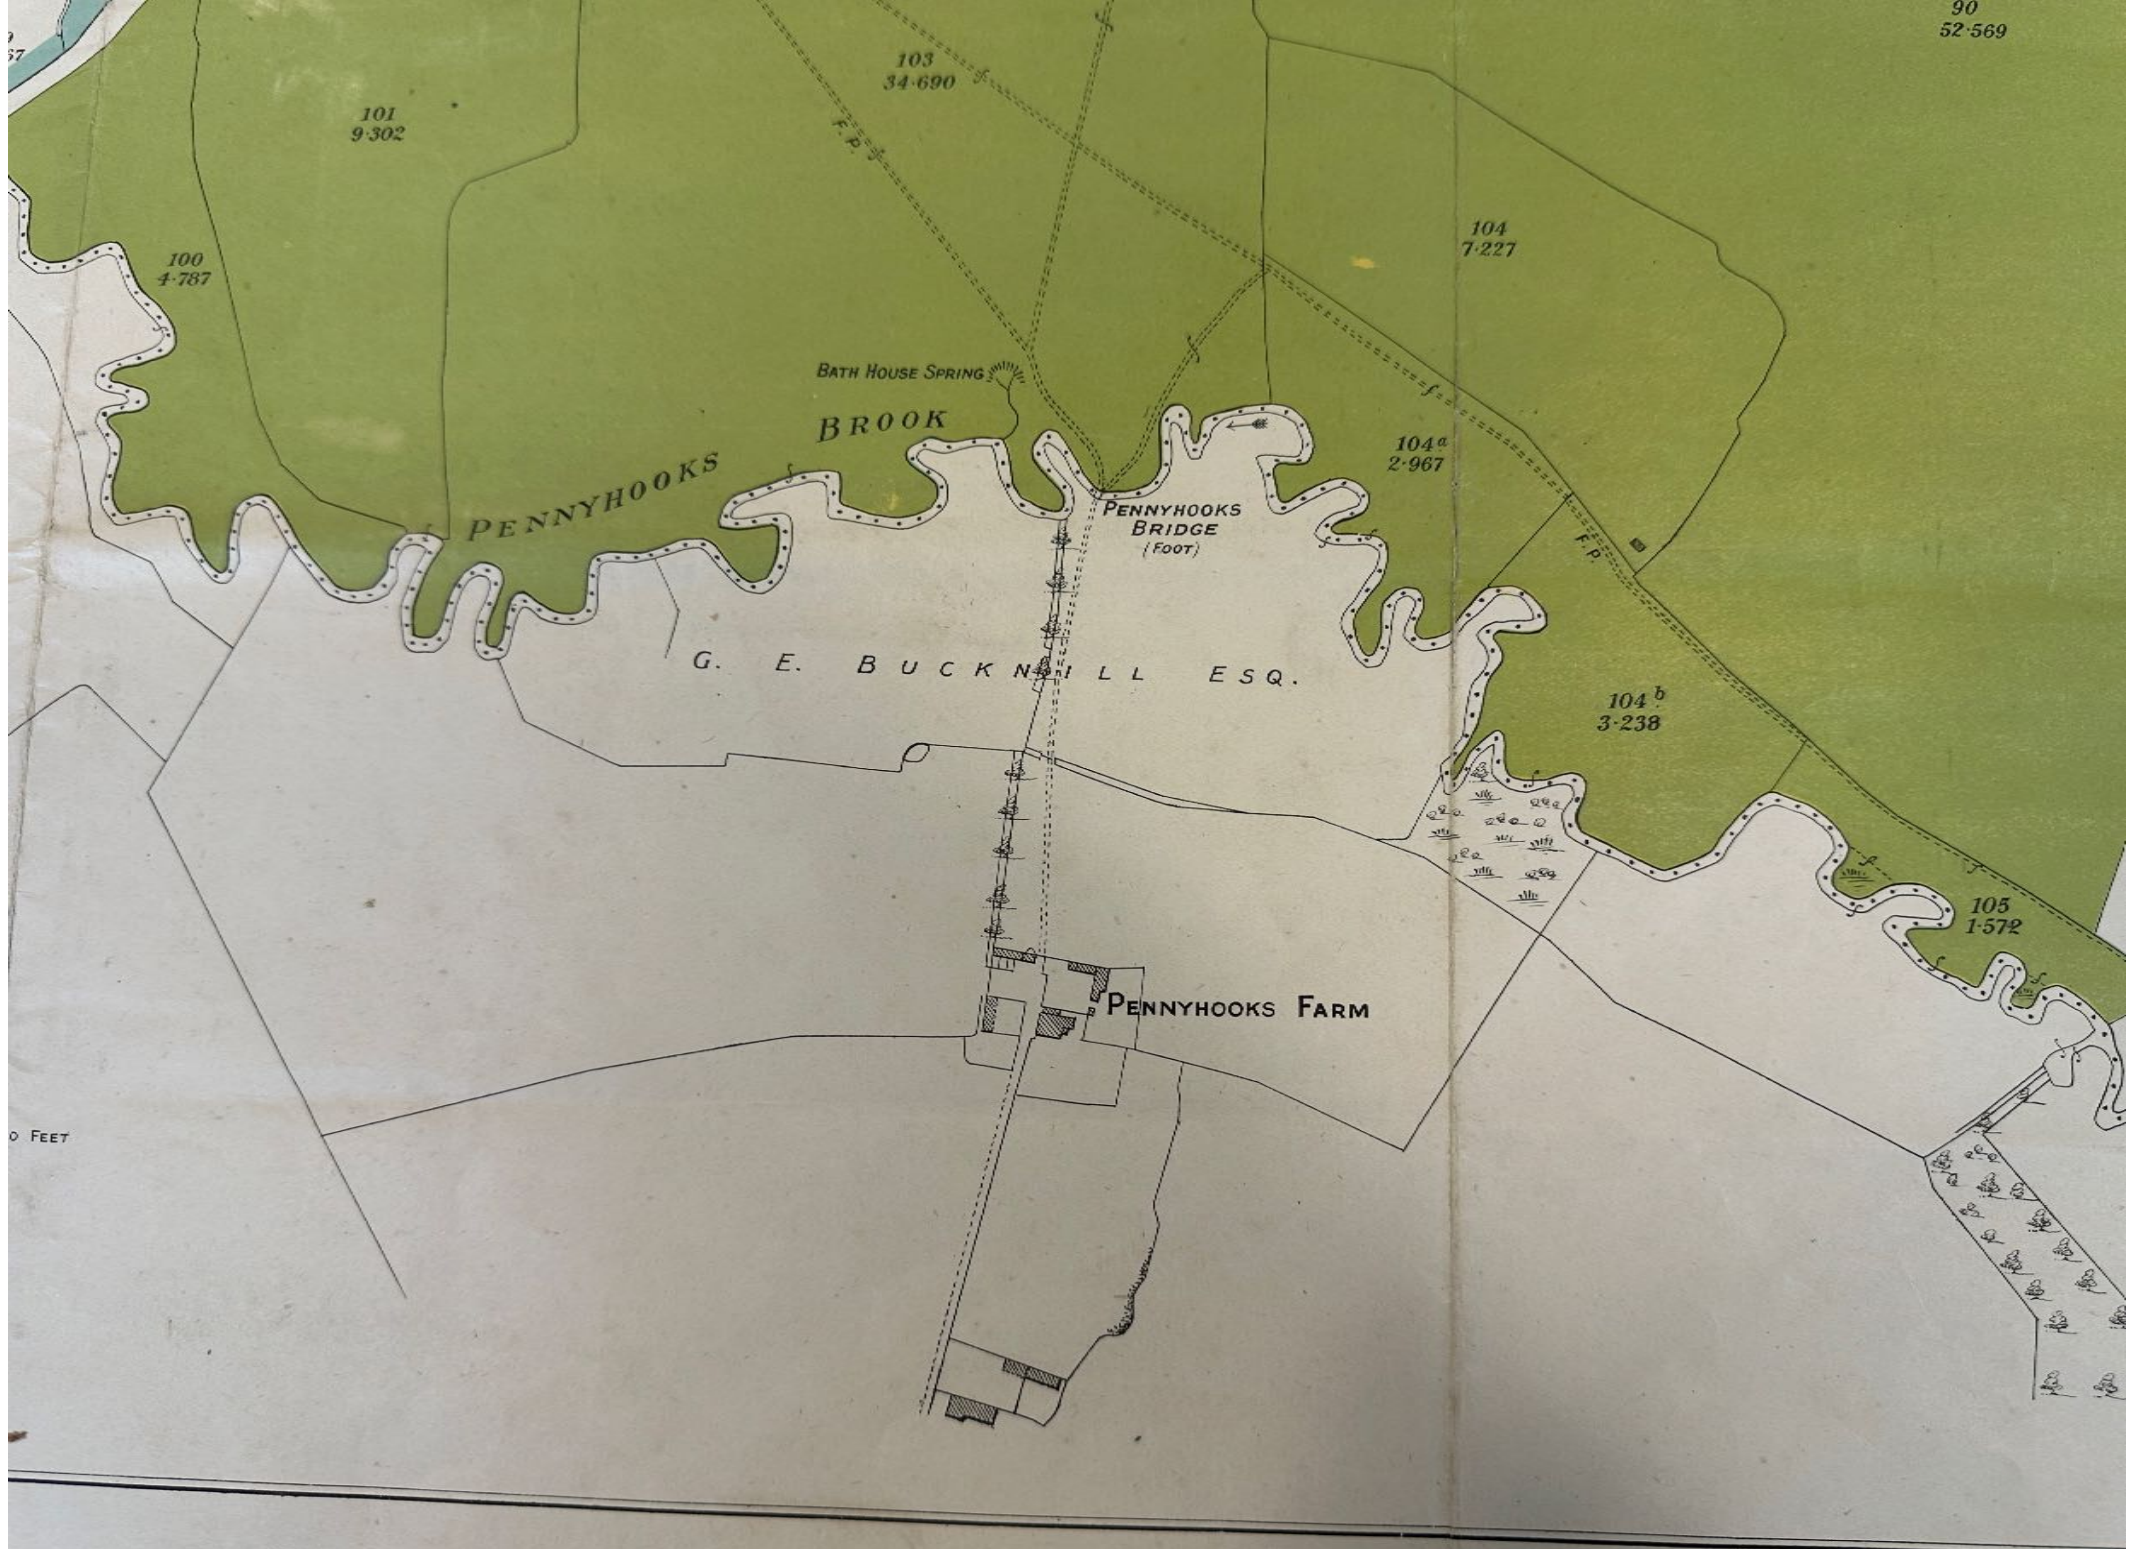 90
52·569
103
34·690
101
9·302
F. P.
104
7·227
100
4·787
BATH HOUSE SPRING
PENNYHOOKS BROOK
104a
2·967
PENNYHOOKS
BRIDGE
(FOOT)
F. P.
G. E. BUCKNILL ESQ.
104b
3·238
105
1·572
PENNYHOOKS FARM
FEET